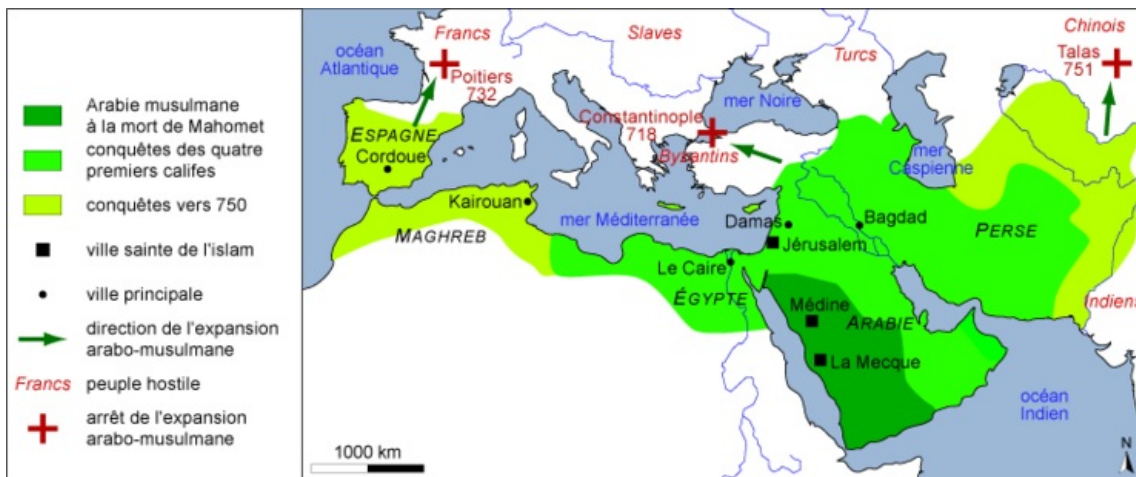 Arabie musulmane
à la mort de Mahomet
conquêtes des quatre
premiers califes
conquêtes vers 750
ville sainte de l'islam
ville principale
direction de l'expansion
arabo-musulmane
Francs
peuple hostile
arrêt de l'expansion
arabo-musulmane
océan
Atlantique
Francs
Slaves
Turcs
Chinois
Talas
751
Poitiers
732
mer Noire
Constantinople
718
Bysantins
mer
Caspienne
ESPAGNE
Cordoue
Kairouan
MAGHREB
mer Méditerranée
Damas
Bagdad
PERSE
Jérusalem
Le Caire
ÉGYPTE
Médine
ARABIE
La Mecque
Indiens
océan
Indien
1000 km
N